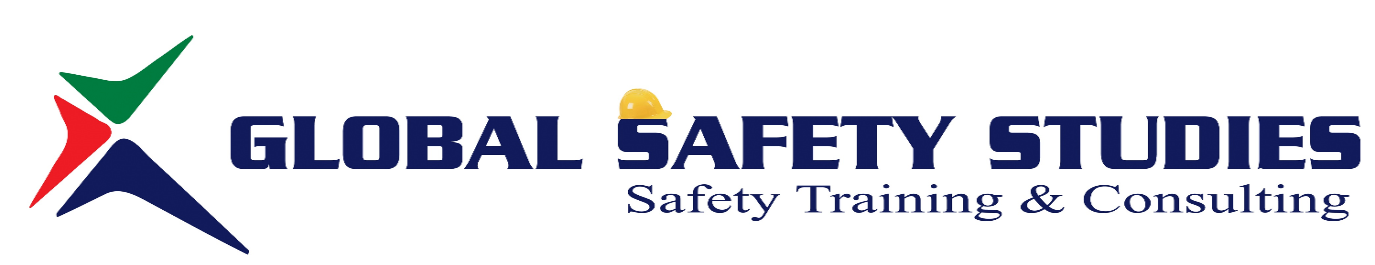 GLOBAL SAFETY STUDIES
Safety Training & Consulting